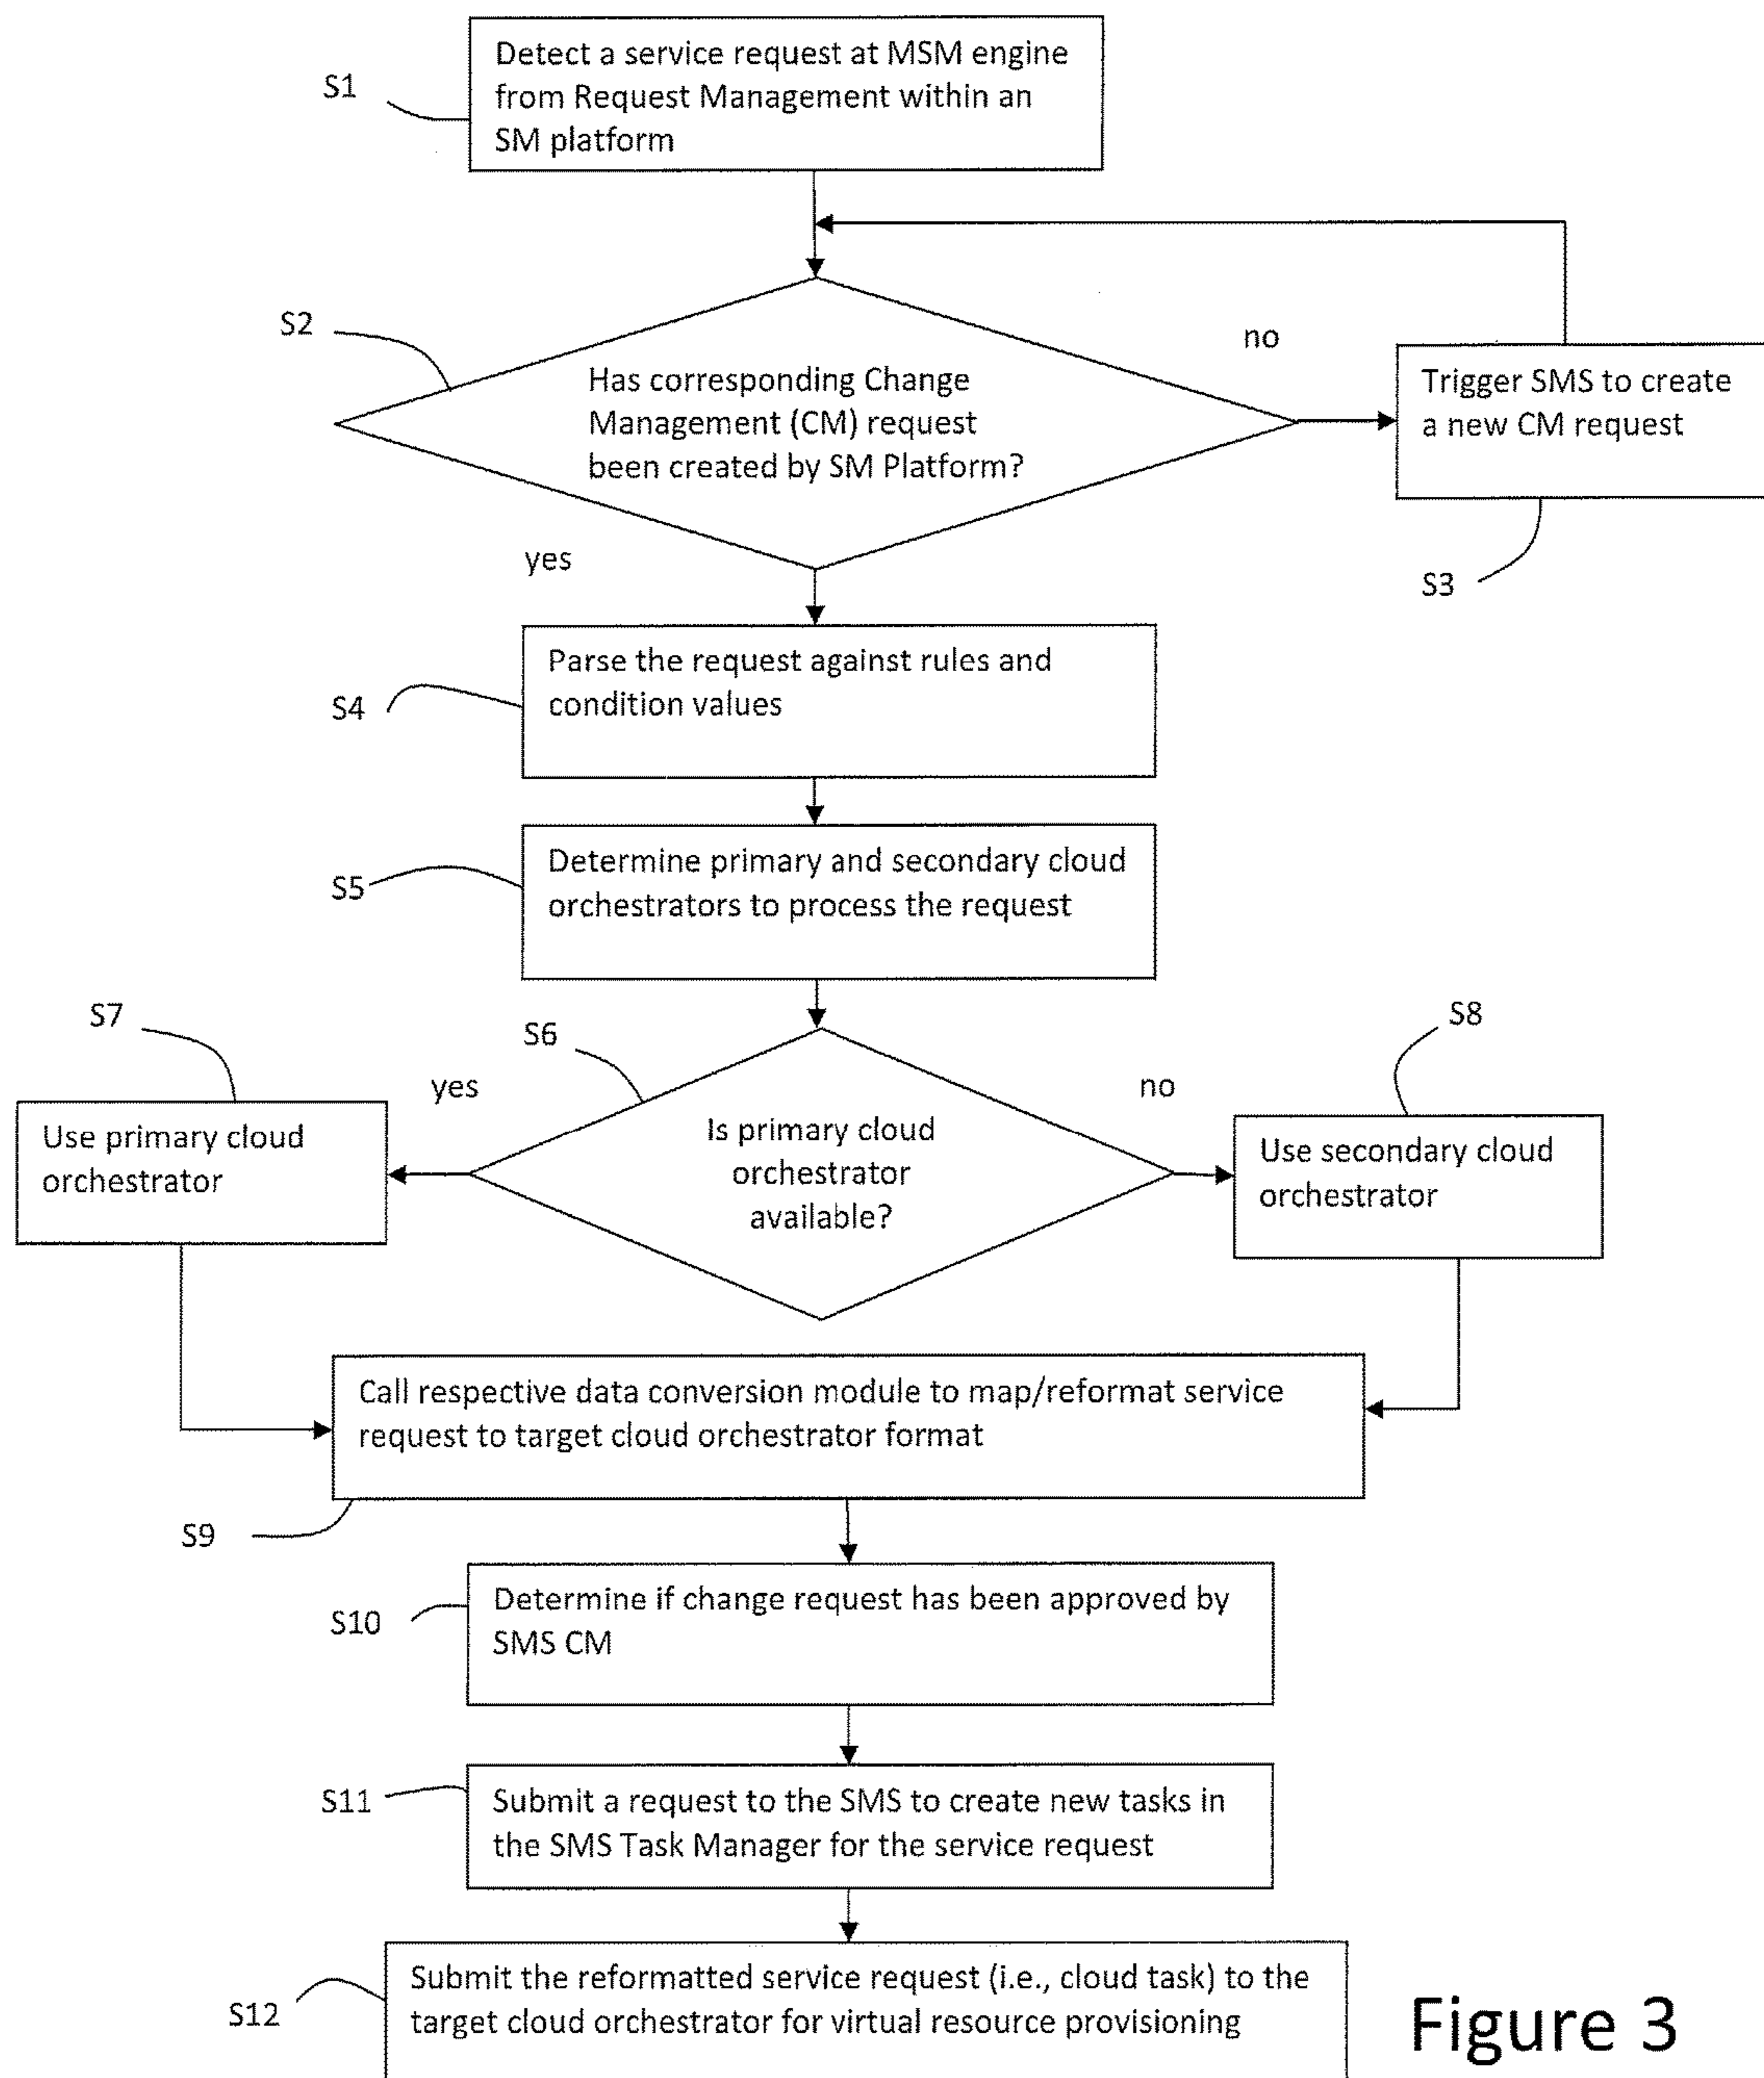 S1
Detect a service request at MSM engine
from Request Management within an
SM platform
S2
Has corresponding Change
Management (CM) request
been created by SM Platform?
no
Trigger SMS to create
a new CM request
S3
yes
S4
Parse the request against rules and
condition values
S5
Determine primary and secondary cloud
orchestrators to process the request
S6
Is primary cloud
orchestrator
available?
yes
S7
Use primary cloud
orchestrator
no
S8
Use secondary cloud
orchestrator
Call respective data conversion module to map/reformat service
request to target cloud orchestrator format
S9
S10
Determine if change request has been approved by
SMS CM
S11
Submit a request to the SMS to create new tasks in
the SMS Task Manager for the service request
S12
Submit the reformatted service request (i.e., cloud task) to the
target cloud orchestrator for virtual resource provisioning
Figure 3